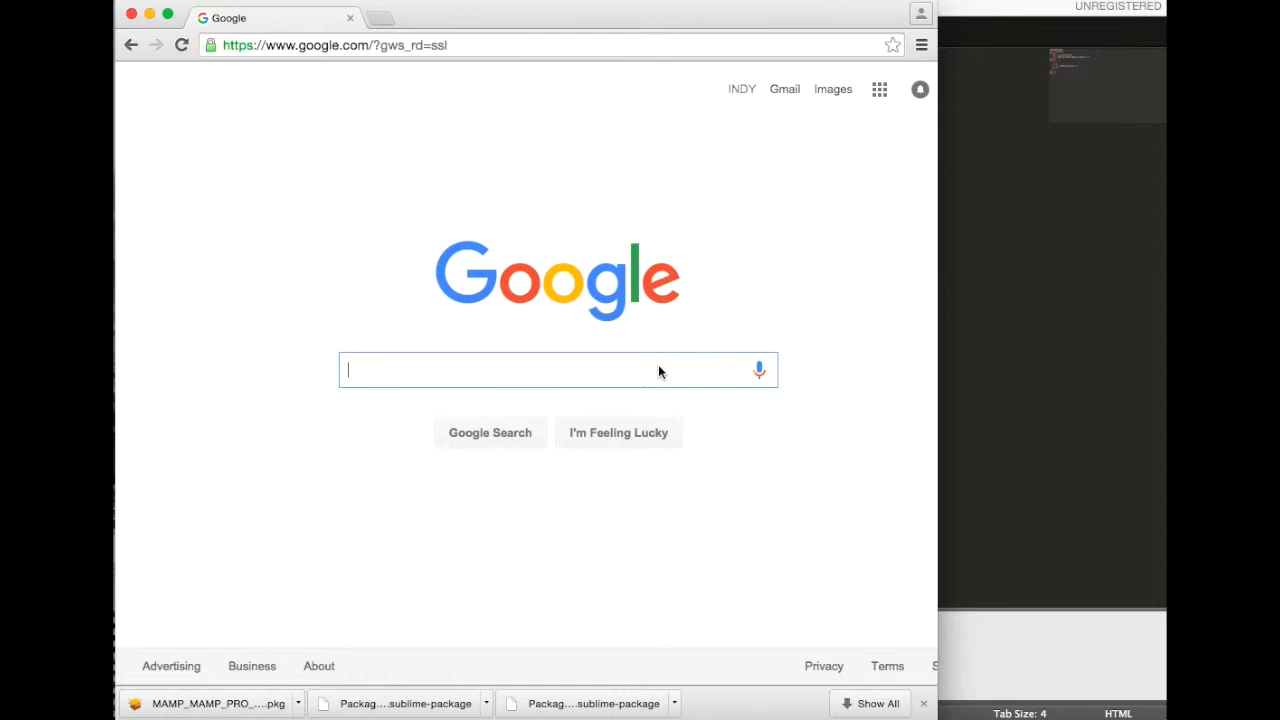 UNREGISTERED
Google
https://www.google.com/?gws_rd=ssl
INDY Gmail Images
Google
Google Search I'm Feeling Lucky
Advertising Business About Privacy Terms S
MAMP_MAMP_PRO_....pkg Packag....sublime-package Packag....sublime-package Show All
Tab Size: 4 HTML